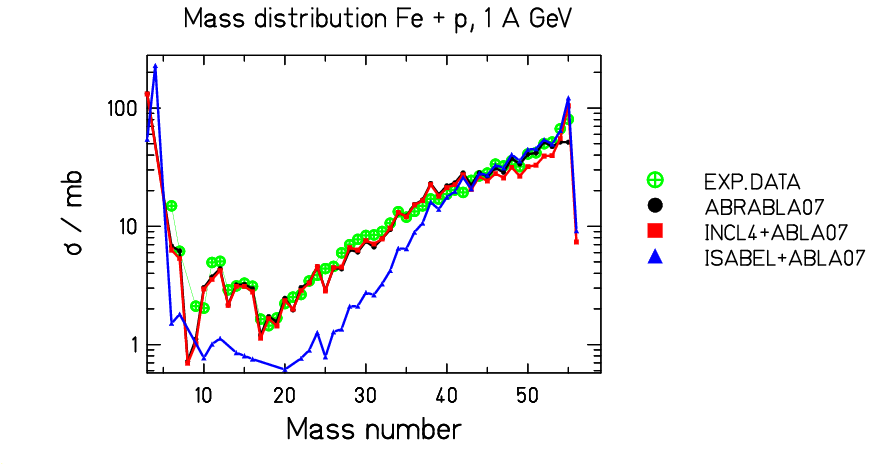 Mass distribution Fe + p, 1 A GeV
100
10
1
σ / mb
10 20 30 40 50
Mass number
EXP.DATA
ABRABLA07
INCL4+ABLA07
ISABEL+ABLA07